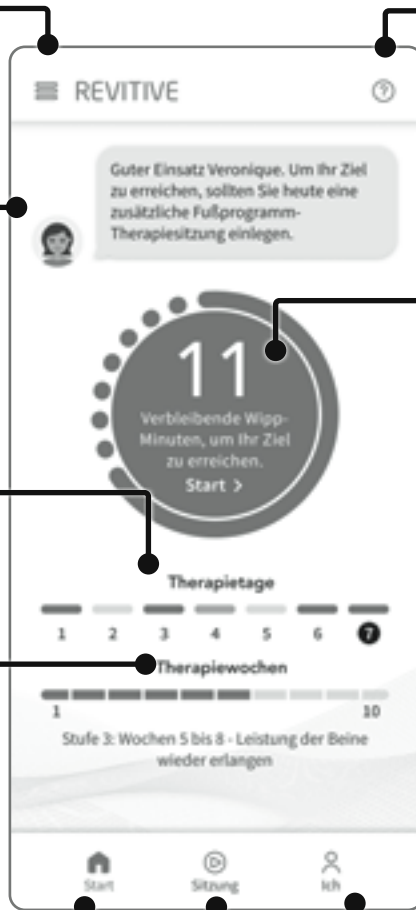 REVITIVE
?
Guter Einsatz Veronique. Um Ihr Ziel
zu erreichen, sollten Sie heute eine
zusätzliche Fußprogramm-
Therapiesitzung einlegen.
11
Verbleibende Wipp-
Minuten, um Ihr Ziel
zu erreichen.
Start >
Therapietage
1 2 3 4 5 6 7
Therapiewochen
1 10
Stufe 3: Wochen 5 bis 8 - Leistung der Beine
wieder erlangen
Start Sitzung Ich